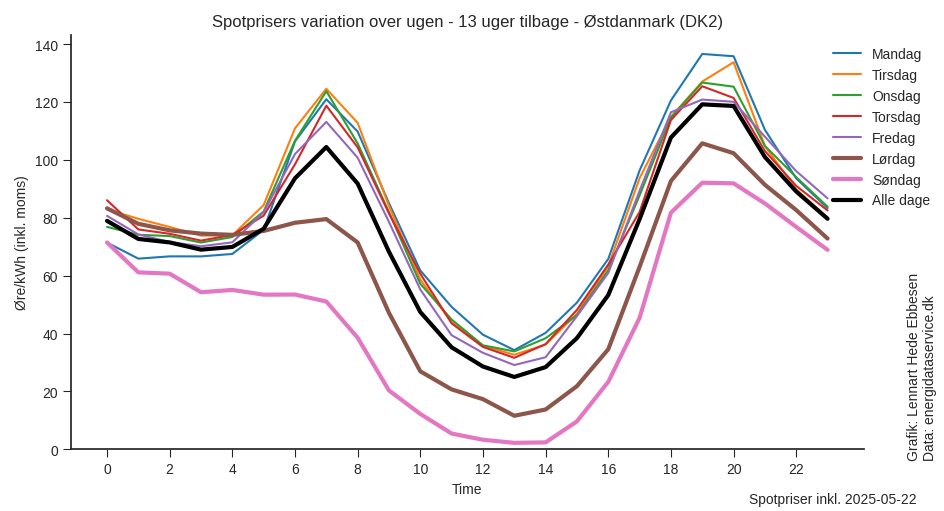 Spotprisers variation over ugen - 13 uger tilbage - Østdanmark (DK2)
Øre/kWh (inkl. moms)
140
120
100
80
60
40
20
0
0 2 4 6 8 10 12 14 16 18 20 22
Time
Mandag
Tirsdag
Onsdag
Torsdag
Fredag
Lørdag
Søndag
Alle dage
Grafik: Lennart Hede Ebbesen
Data: energidataservice.dk
Spotpriser inkl. 2025-05-22